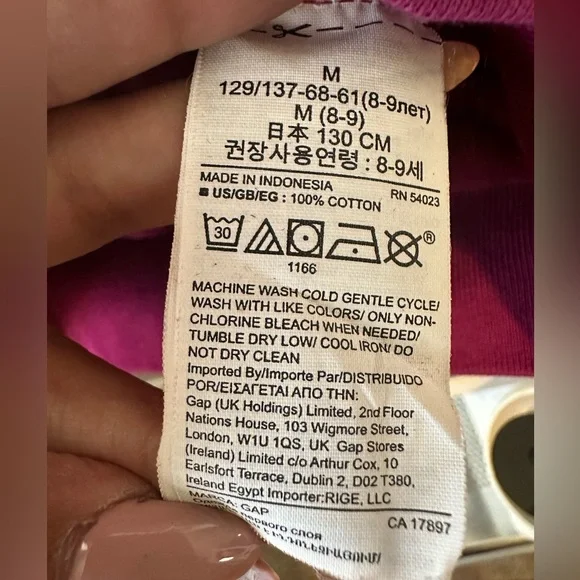 M
129/137-68-61(8-9лет)
M (8-9)
日本 130 CM
권장사용연령 : 8-9세
MADE IN INDONESIA RN 54023
■ US/GB/EG : 100% COTTON
30
®
1166
MACHINE WASH COLD GENTLE CYCLE/
WASH WITH LIKE COLORS/ ONLY NON-
CHLORINE BLEACH WHEN NEEDED/
TUMBLE DRY LOW/ COOL IRON/ DO
NOT DRY CLEAN
Imported By/Importe Par/DISTRIBUIDO
POR/ΕΙΣΑΓΕΤΑΙ ΑΠΟ ΤΗΝ:
Gap (UK Holdings) Limited, 2nd Floor
Nations House, 103 Wigmore Street,
London, W1U 1QS, UK Gap Stores
(Ireland) Limited c/o Arthur Cox, 10
Earlsfort Terrace, Dublin 2, D02 T380,
Ireland Egypt Importer:RIGE, LLC
CA 17897
МАРКА: GAP
первого слоя